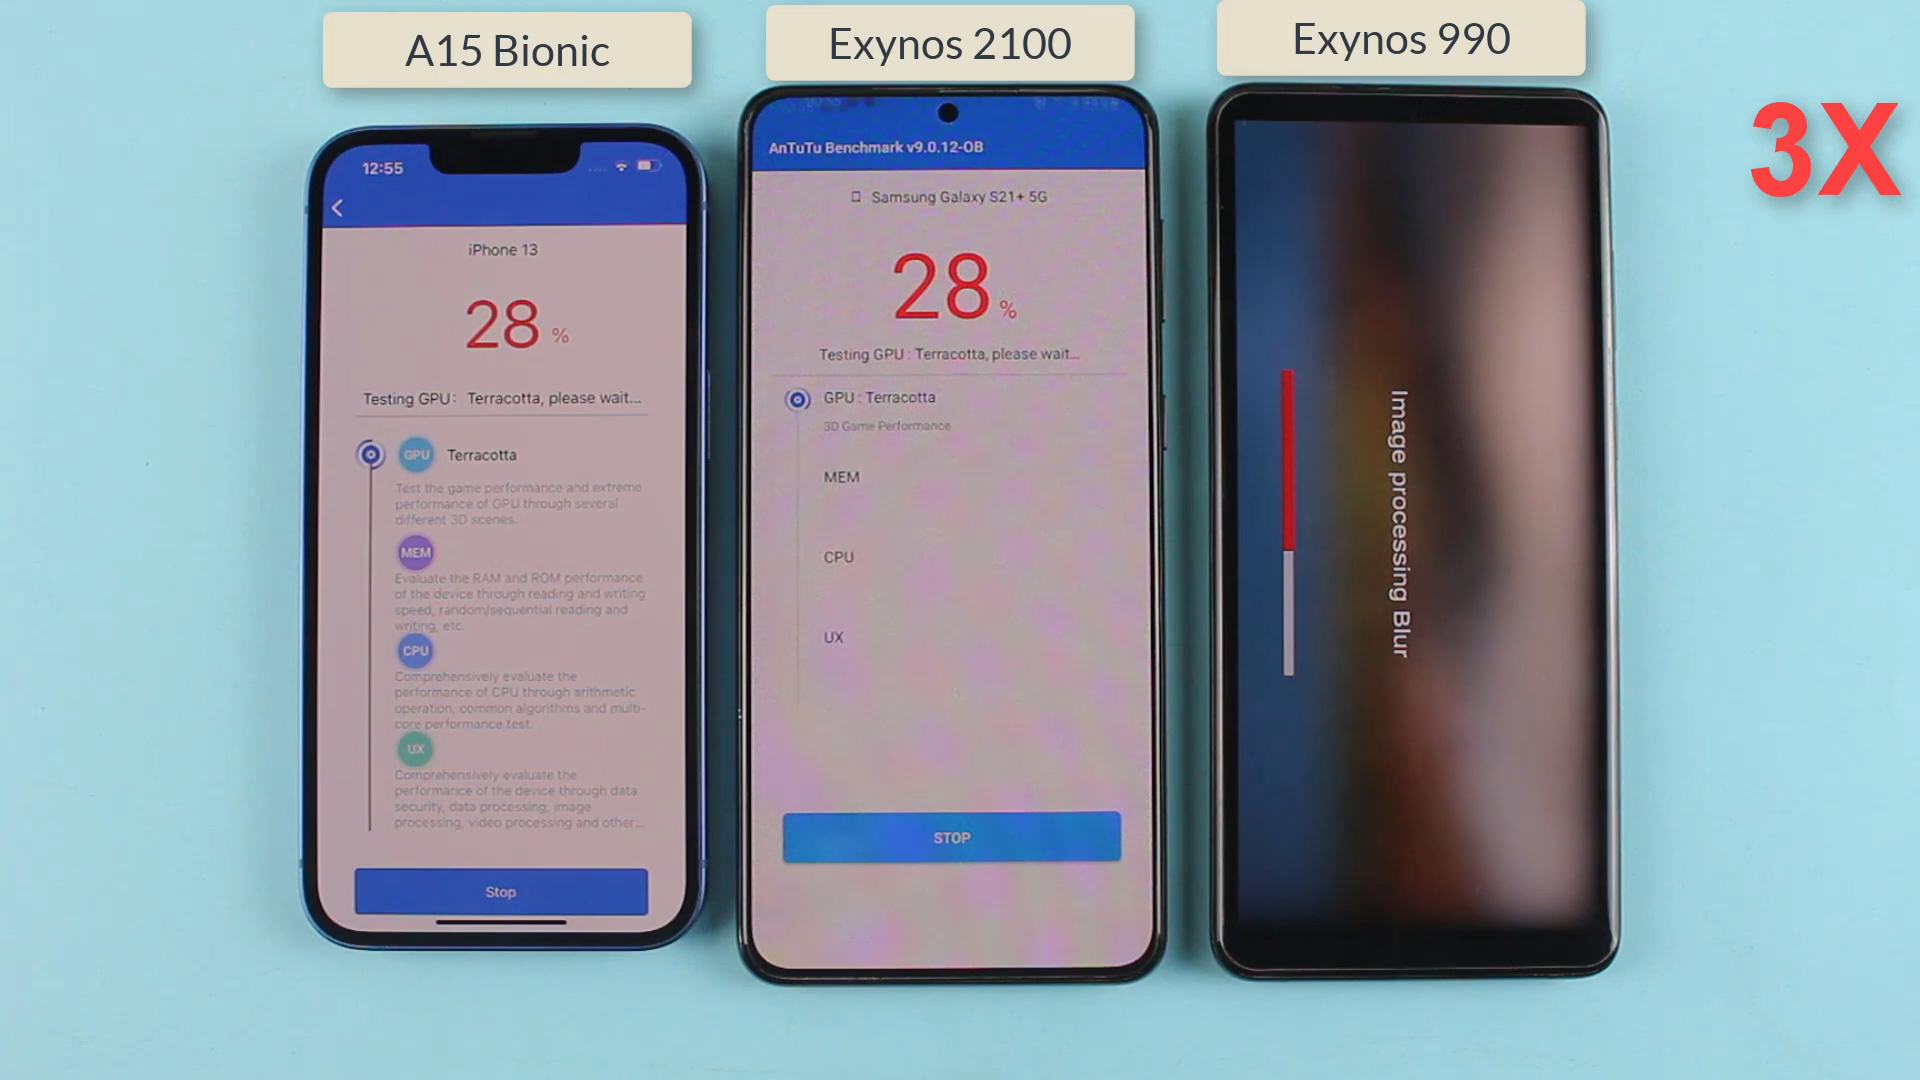 A15 Bionic
Exynos 2100
Exynos 990
3X
12:55
iPhone 13
28 %
Testing GPU: Terracotta, please wait...
GPU
Terracotta
Test the game performance and extreme
performance of GPU through several
different 3D scenes.
MEM
Evaluate the RAM and ROM performance
of the device through reading and writing
speed, random/sequential reading and
writing, etc.
CPU
Comprehensively evaluate the
performance of CPU through arithmetic
operation, common algorithms and multi-
core performance test.
UX
Comprehensively evaluate the
performance of the device through data
security, data processing, image
processing, video processing and other...
Stop
AnTuTu Benchmark v9.0.12-OB
Samsung Galaxy S21+ 5G
28 %
Testing GPU : Terracotta, please wait...
GPU : Terracotta
3D Game Performance
MEM
CPU
UX
STOP
Image processing Blur